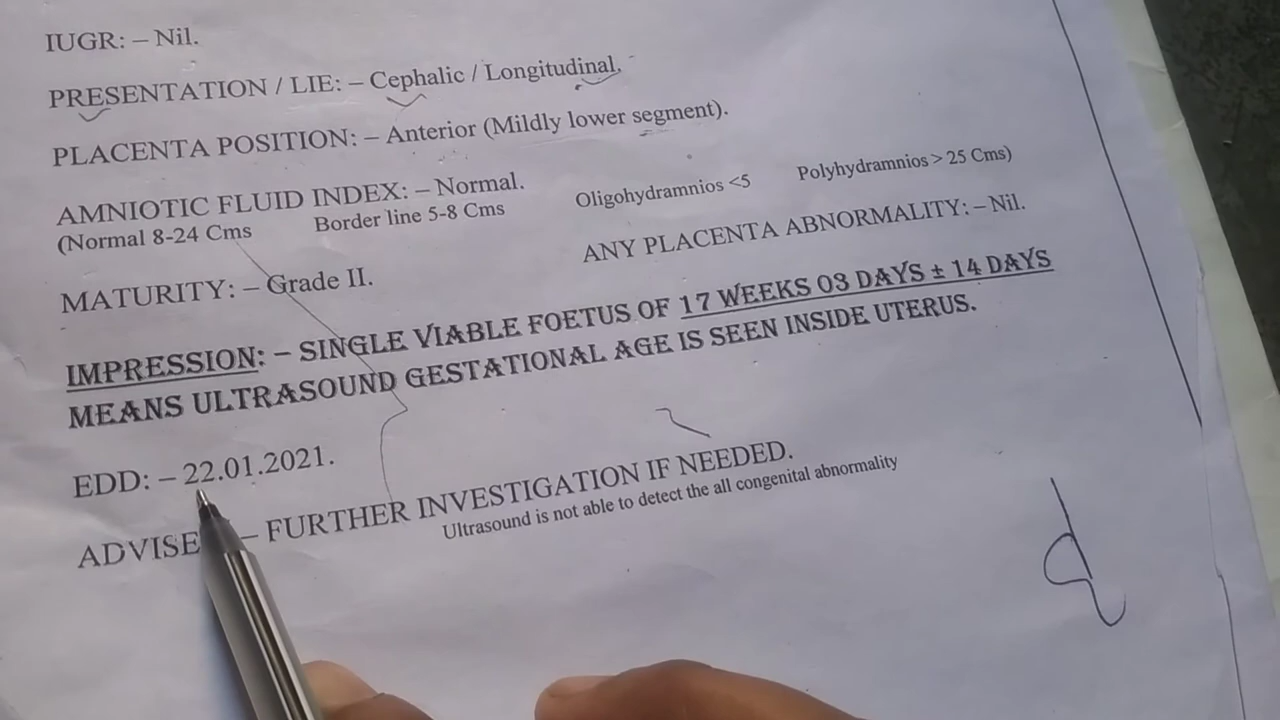 IUGR: – Nil.
PRESENTATION / LIE: – Cephalic / Longitudinal.
PLACENTA POSITION: – Anterior (Mildly lower segment).
AMNIOTIC FLUID INDEX: – Normal.
(Normal 8-24 Cms Border line 5-8 Cms Oligohydramnios <5 Polyhydramnios > 25 Cms)
MATURITY: – Grade II. ANY PLACENTA ABNORMALITY: – Nil.
IMPRESSION: – SINGLE VIABLE FOETUS OF 17 WEEKS 03 DAYS ± 14 DAYS
MEANS ULTRASOUND GESTATIONAL AGE IS SEEN INSIDE UTERUS.
EDD: – 22.01.2021.
ADVISE – FURTHER INVESTIGATION IF NEEDED.
Ultrasound is not able to detect the all congenital abnormality